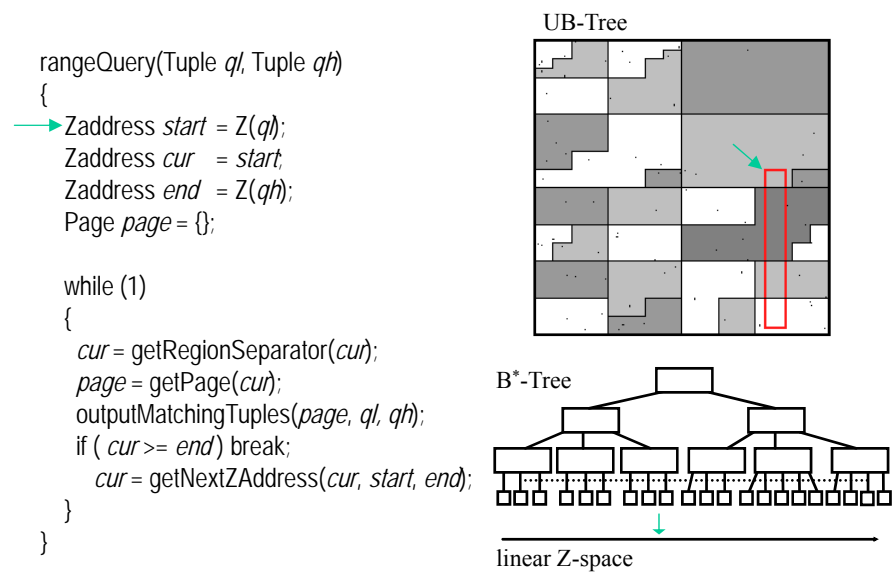 UB-Tree
rangeQuery(Tuple ql, Tuple qh)
{
Zaddress start = Z(ql);
Zaddress cur = start;
Zaddress end = Z(qh);
Page page = {};
while (1)
{
cur = getRegionSeparator(cur);
page = getPage(cur);
outputMatchingTuples(page, ql, qh);
if ( cur >= end ) break;
cur = getNextZAddress(cur, start, end);
}
}
B*-Tree
linear Z-space